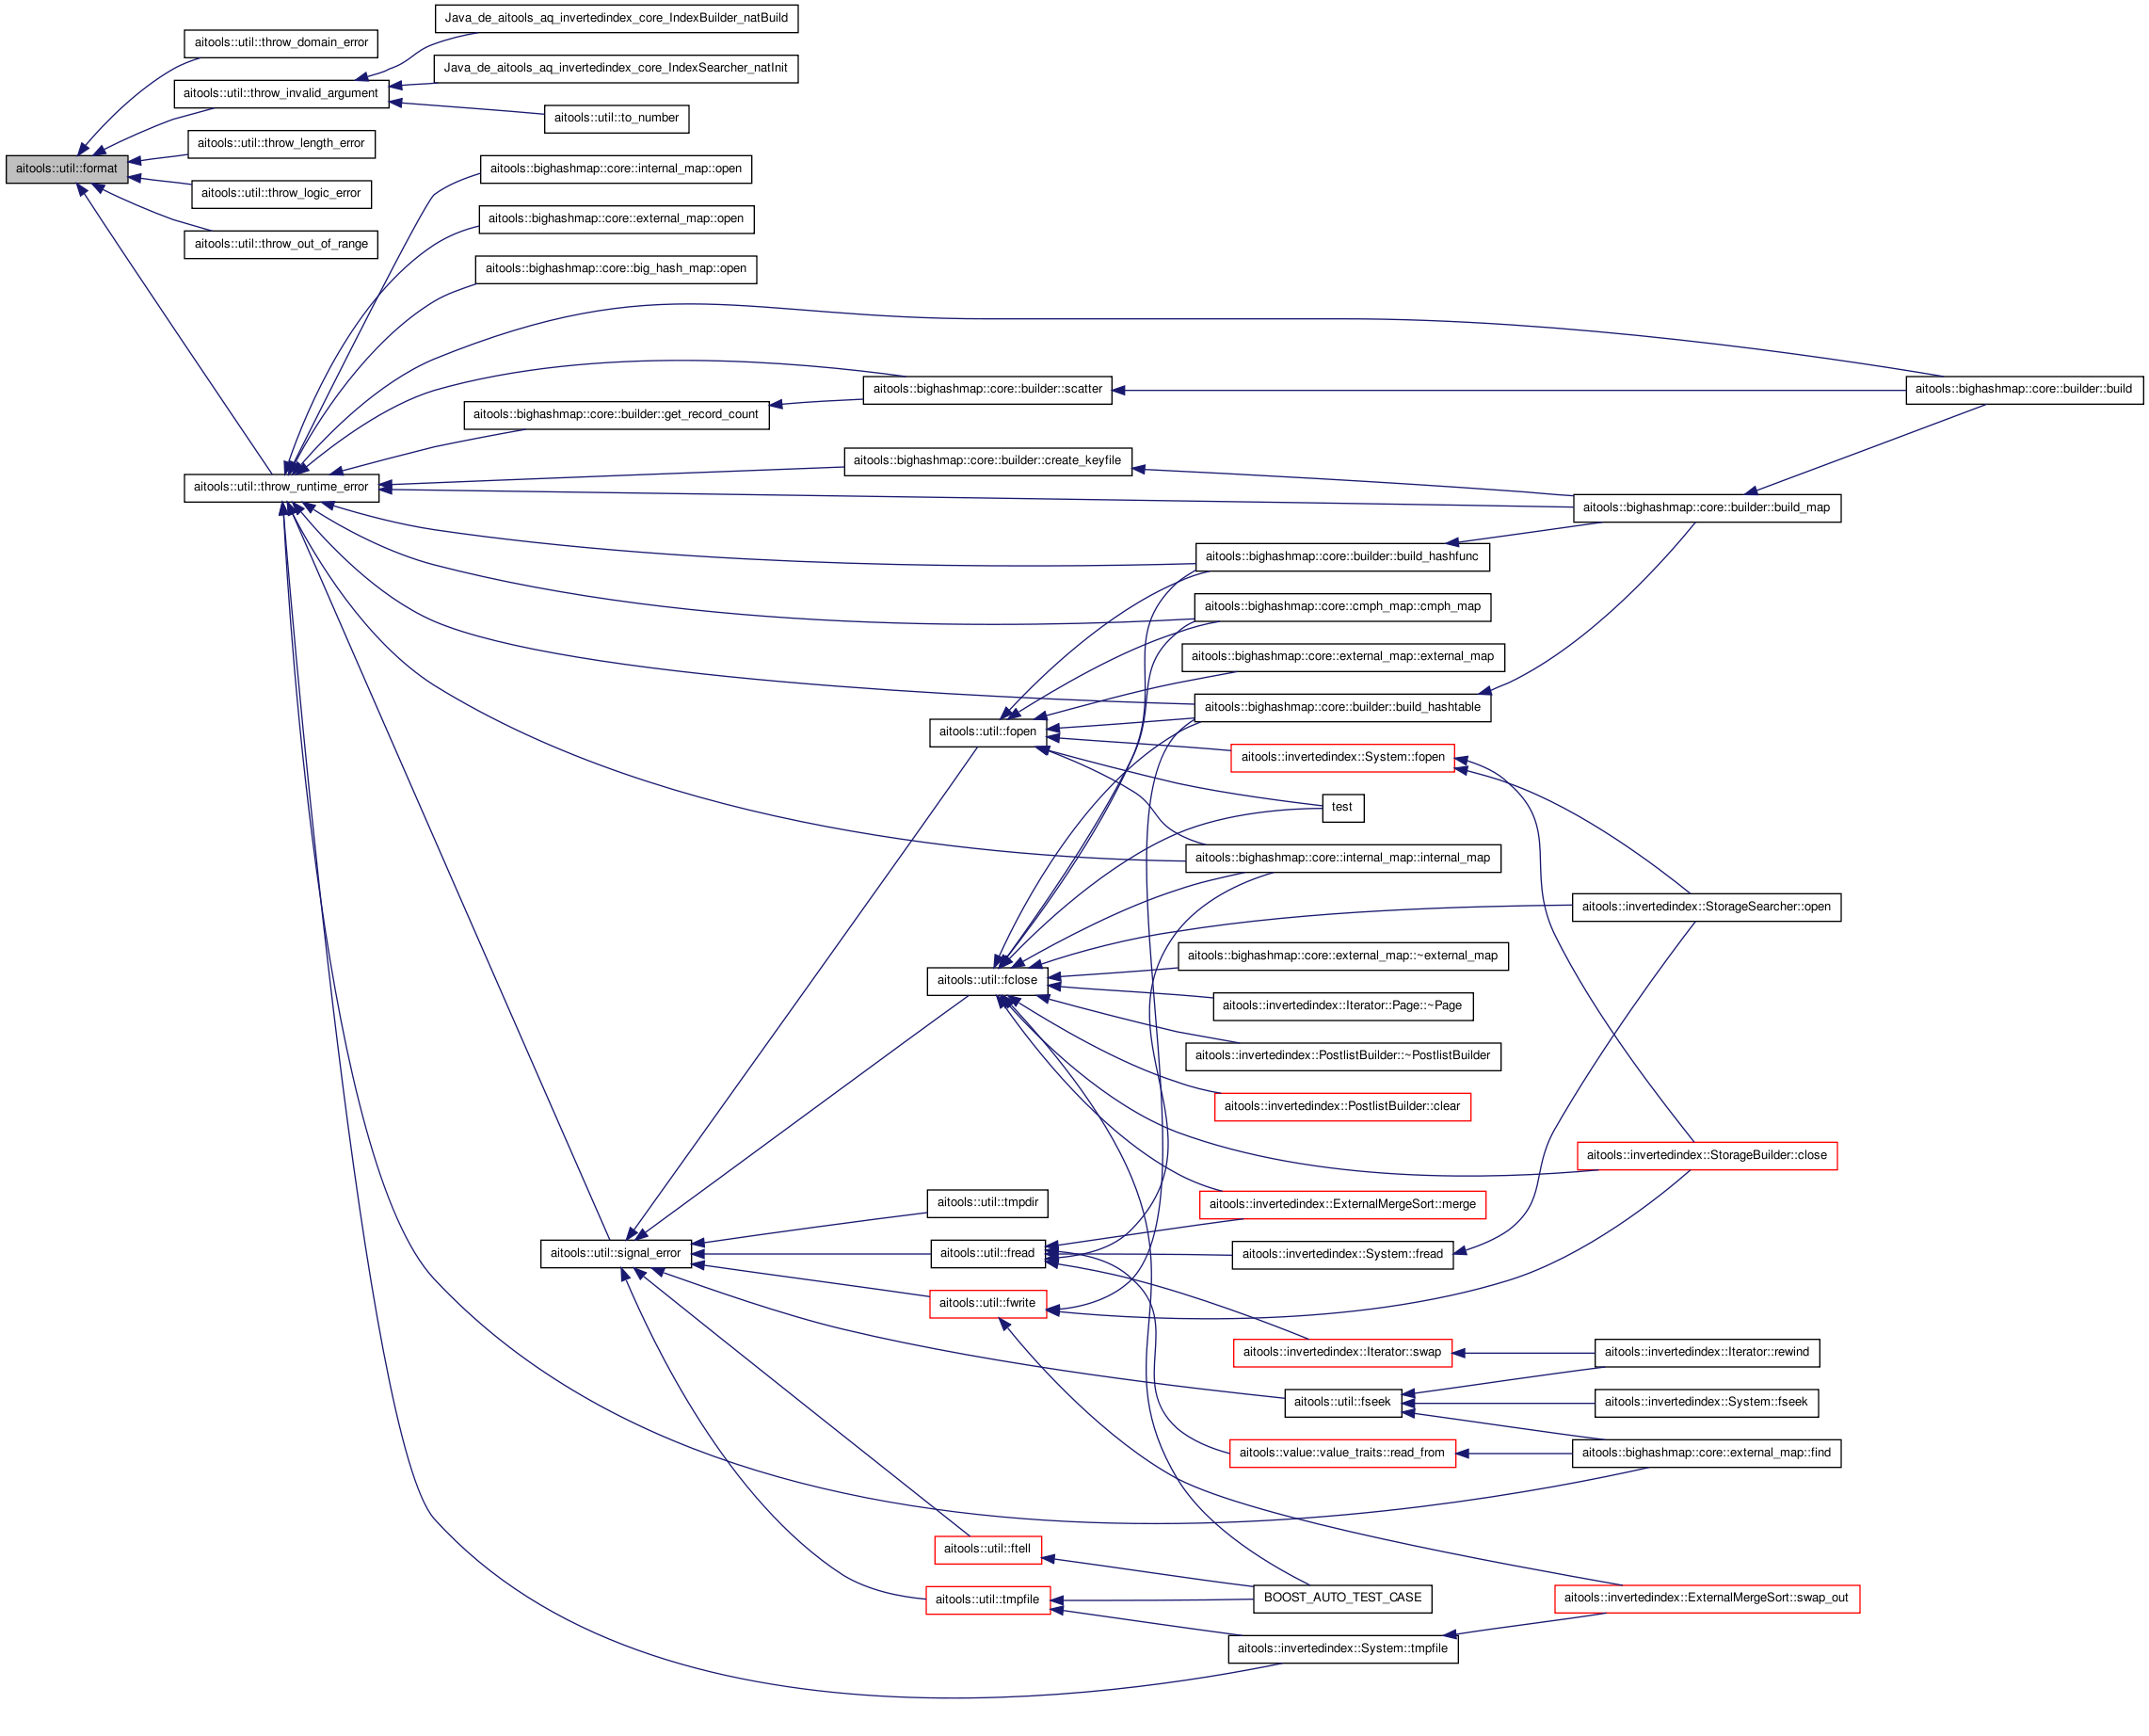 Java_de_aitools_aq_invertedindex_core_IndexBuilder_natBuild
aitools::util::throw_domain_error
Java_de_aitools_aq_invertedindex_core_IndexSearcher_natInit
aitools::util::throw_invalid_argument
aitools::util::to_number
aitools::util::throw_length_error
aitools::util::format
aitools::bighashmap::core::internal_map::open
aitools::util::throw_logic_error
aitools::bighashmap::core::external_map::open
aitools::util::throw_out_of_range
aitools::bighashmap::core::big_hash_map::open
aitools::bighashmap::core::builder::scatter
aitools::bighashmap::core::builder::build
aitools::bighashmap::core::builder::get_record_count
aitools::bighashmap::core::builder::create_keyfile
aitools::util::throw_runtime_error
aitools::bighashmap::core::builder::build_map
aitools::bighashmap::core::builder::build_hashfunc
aitools::bighashmap::core::cmph_map::cmph_map
aitools::bighashmap::core::external_map::external_map
aitools::bighashmap::core::builder::build_hashtable
aitools::util::fopen
aitools::invertedindex::System::fopen
test
aitools::bighashmap::core::internal_map::internal_map
aitools::invertedindex::StorageSearcher::open
aitools::bighashmap::core::external_map::~external_map
aitools::util::fclose
aitools::invertedindex::Iterator::Page::~Page
aitools::invertedindex::PostlistBuilder::~PostlistBuilder
aitools::invertedindex::PostlistBuilder::clear
aitools::invertedindex::StorageBuilder::close
aitools::util::tmpdir
aitools::invertedindex::ExternalMergeSort::merge
aitools::util::signal_error
aitools::util::fread
aitools::invertedindex::System::fread
aitools::util::fwrite
aitools::invertedindex::Iterator::swap
aitools::invertedindex::Iterator::rewind
aitools::util::fseek
aitools::invertedindex::System::fseek
aitools::value::value_traits::read_from
aitools::bighashmap::core::external_map::find
aitools::util::ftell
aitools::util::tmpfile
BOOST_AUTO_TEST_CASE
aitools::invertedindex::ExternalMergeSort::swap_out
aitools::invertedindex::System::tmpfile